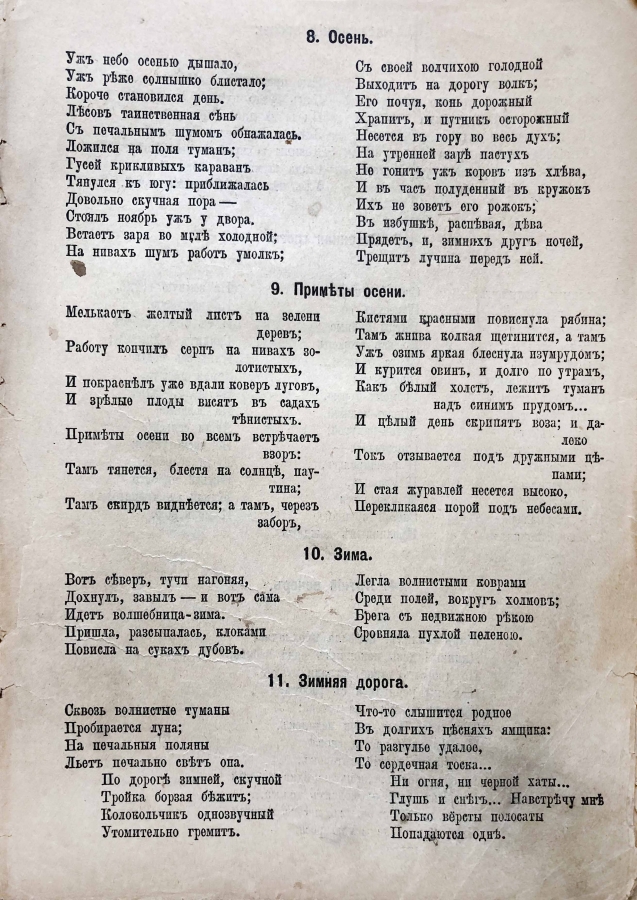 8. Осень.
Ужъ небо осенью дышало,
Ужъ рѣже солнышко блистало;
Короче становился день.
Лѣсовъ таинственная сѣнь
Съ печальнымъ шумомъ обнажалась.
Ложился на поля туманъ;
Гусей крикливыхъ караванъ
Тянулся къ югу: приближалась
Довольно скучная пора —
Стоялъ ноябрь ужъ у двора.
Встаетъ заря во мглѣ холодной;
На нивахъ шумъ работъ умолкъ;
Съ своей волчихою голодной
Выходитъ на дорогу волкъ;
Его почуя, конь дорожный
Храпитъ, и путникъ осторожный
Несется въ гору во весь духъ;
На утренней зарѣ пастухъ
Не гонитъ ужъ коровъ изъ хлѣва,
И въ часъ полуденный въ кружокъ
Ихъ не зоветъ его рожокъ;
Въ избушкѣ, распѣвая, дѣва
Прядетъ, и, зимнихъ другъ ночей,
Трещитъ лучина передъ ней.
9. Примѣты осени.
Мелькаетъ желтый листъ на зелени
деревъ;
Работу кончилъ серпъ на нивахъ зо-
лотистыхъ,
И покраснѣлъ уже вдали коверъ луговъ,
И зрѣлые плоды висятъ въ садахъ
тѣнистыхъ.
Примѣты осени во всемъ встрѣчаетъ
взоръ:
Тамъ тянется, блестя на солнцѣ, пау-
тина;
Тамъ скирдъ виднѣется; а тамъ, черезъ
заборъ,
Кистями красными повиснула рябина;
Тамъ жнива колкая щетинится, а тамъ
Ужъ озимь яркая блеснула изумрудомъ;
И курится овинъ, и долго по утрамъ,
Какъ бѣлый холстъ, лежитъ туманъ
надъ синимъ прудомъ...
И цѣлый день скрипятъ воза; и да-
леко
Токъ отзывается подъ дружными цѣ-
пами;
И стая журавлей несется высоко,
Перекликаяся порой подъ небесами.
10. Зима.
Вотъ сѣверъ, тучи нагоняя,
Дохнулъ, завылъ — и вотъ сама
Идетъ волшебница-зима.
Пришла, разсыпалась, клоками
Повисла на сукахъ дубовъ.
Легла волнистыми коврами
Среди полей, вокругъ холмовъ;
Брега съ недвижною рѣкою
Сровняла пухлой пеленою.
11. Зимняя дорога.
Сквозь волнистые туманы
Пробирается луна;
На печальныя поляны
Льетъ печально свѣтъ она.
По дорогѣ зимней, скучной
Тройка борзая бѣжитъ;
Колокольчикъ однозвучный
Утомительно гремитъ.
Что-то слышится родное
Въ долгихъ пѣсняхъ ямщика:
То разгулье удалое,
То сердечная тоска...
Ни огня, ни черной хаты...
Глушь и снѣгъ... Навстрѣчу мнѣ
Только вёрсты полосаты
Попадаются однѣ.